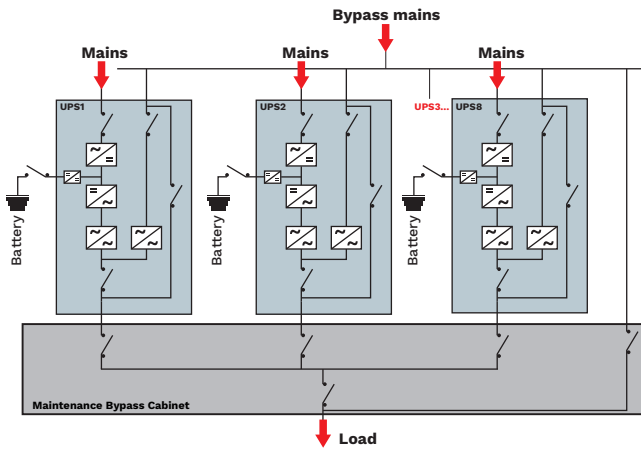 Bypass mains
Mains
Mains
Mains
UPS1
UPS2
UPS3...
UPS8
Battery
Battery
Battery
Maintenance Bypass Cabinet
Load